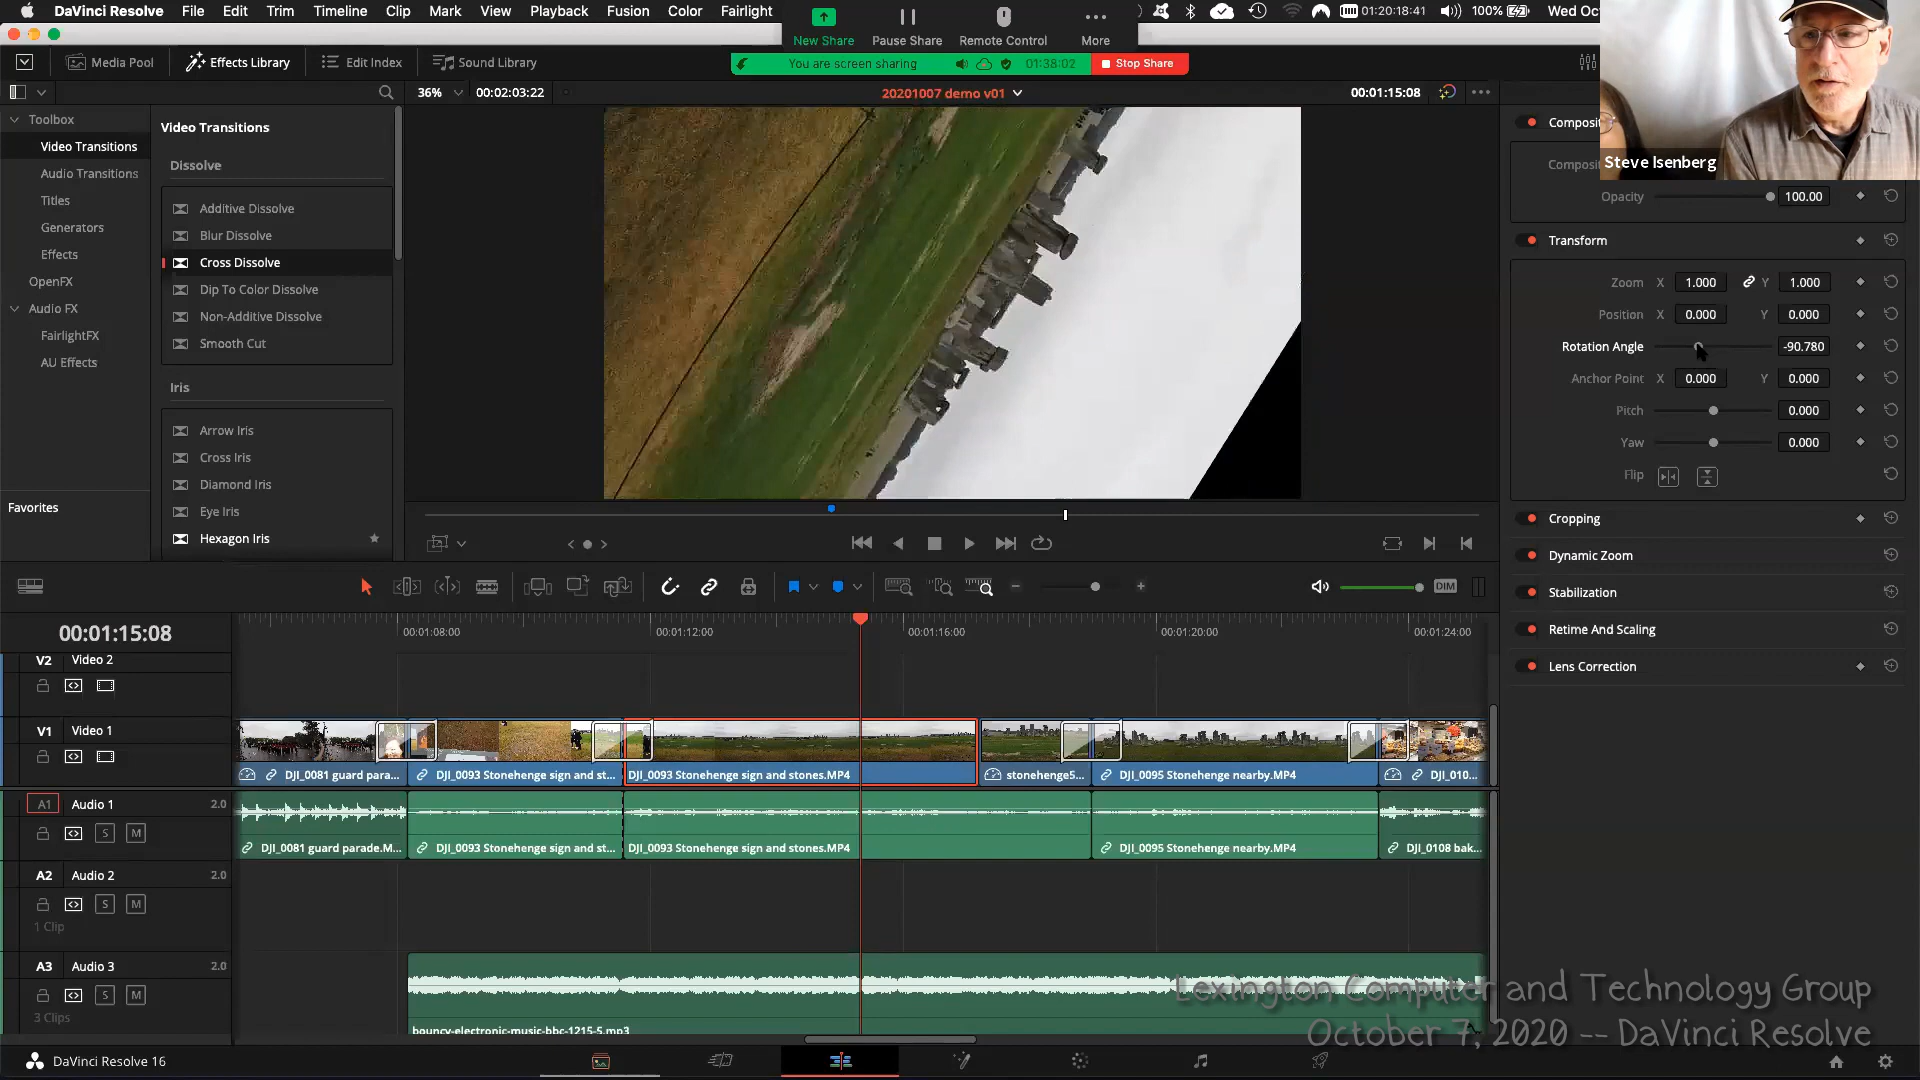 DaVinci Resolve File Edit Trim Timeline Clip Mark View Playback Fusion Color Fairlight
01:20:18:41 100% Wed Oc
New Share Pause Share Remote Control More
You are screen sharing 01:38:02 Stop Share
Media Pool Effects Library Edit Index Sound Library
36% 00:02:03:22 20201007 demo v01 00:01:15:08
Toolbox
Video Transitions
Audio Transitions
Titles
Generators
Effects
OpenFX
Audio FX
FairlightFX
AU Effects
Favorites
Video Transitions
Dissolve
Additive Dissolve
Blur Dissolve
Cross Dissolve
Dip To Color Dissolve
Non-Additive Dissolve
Smooth Cut
Iris
Arrow Iris
Cross Iris
Diamond Iris
Eye Iris
Hexagon Iris
Steve Isenberg
Composi
Compos
Opacity 100.00
Transform
Zoom X 1.000 Y 1.000
Position X 0.000 Y 0.000
Rotation Angle -90.780
Anchor Point X 0.000 Y 0.000
Pitch 0.000
Yaw 0.000
Flip
Cropping
Dynamic Zoom
Stabilization
Retime And Scaling
Lens Correction
DIM
00:01:15:08
00:01:08:00 00:01:12:00 00:01:16:00 00:01:20:00 00:01:24:00
V2 Video 2
V1 Video 1
DJI_0081 guard para... DJI_0093 Stonehenge sign and st... DJI_0093 Stonehenge sign and stones.MP4 stonehenge5... DJI_0095 Stonehenge nearby.MP4 DJI_010...
A1 Audio 1 2.0
S M
DJI_0081 guard parade.M... DJI_0093 Stonehenge sign and st... DJI_0093 Stonehenge sign and stones.MP4 DJI_0095 Stonehenge nearby.MP4 DJI_0108 bak...
A2 Audio 2 2.0
S M
1 Clip
A3 Audio 3 2.0
S M
3 Clips
bouncy-electronic-music-bbc-1215-5.mp3
Lexington Computer and Technology Group
October 7, 2020 -- DaVinci Resolve
DaVinci Resolve 16